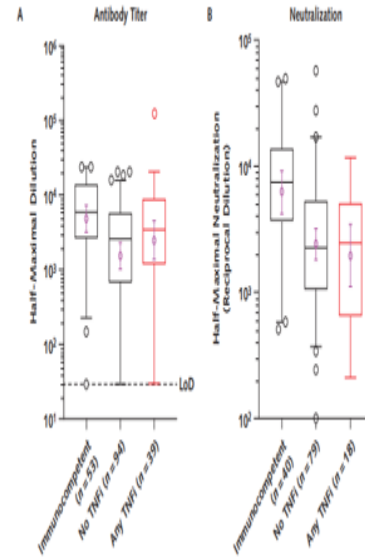 A Antibody Titer
Half-Maximal Dilution
10⁶
10⁵
10⁴
10³
10²
10¹
LoD
Immunocompetent
(n = 53)
No TNFi (n = 94)
Any TNFi (n = 39)
B Neutralization
Half-Maximal Neutralization
(Reciprocal Dilution)
10⁵
10⁴
10³
10²
Immunocompetent
(n = 40)
No TNFi (n = 79)
Any TNFi (n = 18)